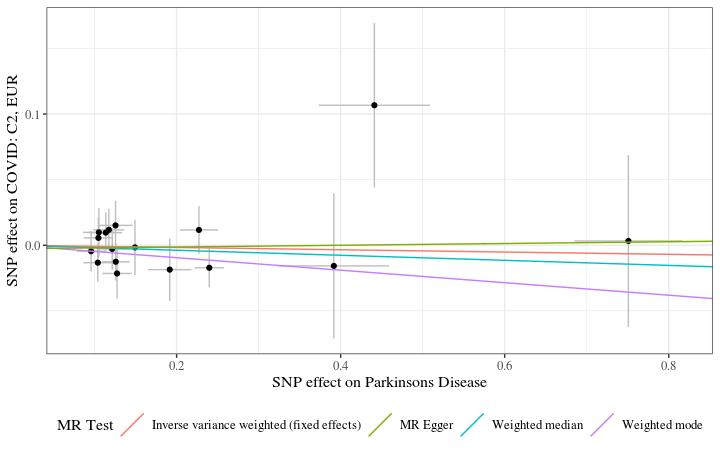 SNP effect on COVID: C2, EUR
0.1
0.0
0.2 0.4 0.6 0.8
SNP effect on Parkinsons Disease
MR Test Inverse variance weighted (fixed effects) MR Egger Weighted median Weighted mode